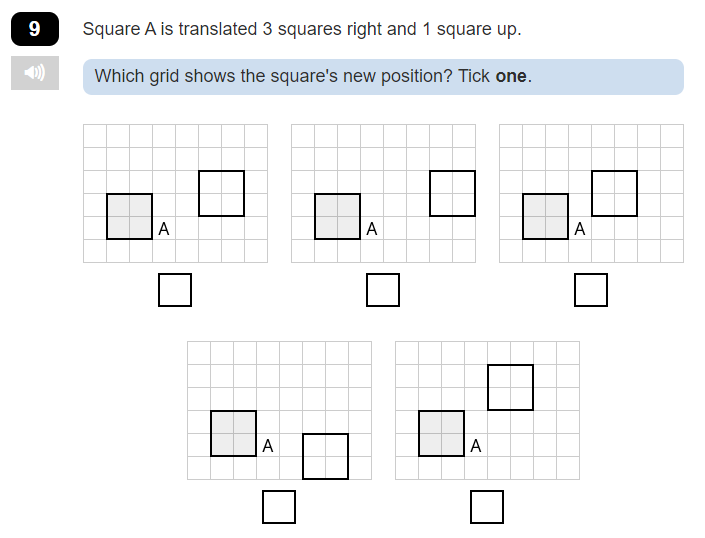 9
Square A is translated 3 squares right and 1 square up.
Which grid shows the square's new position? Tick one.
A
A
A
A
A